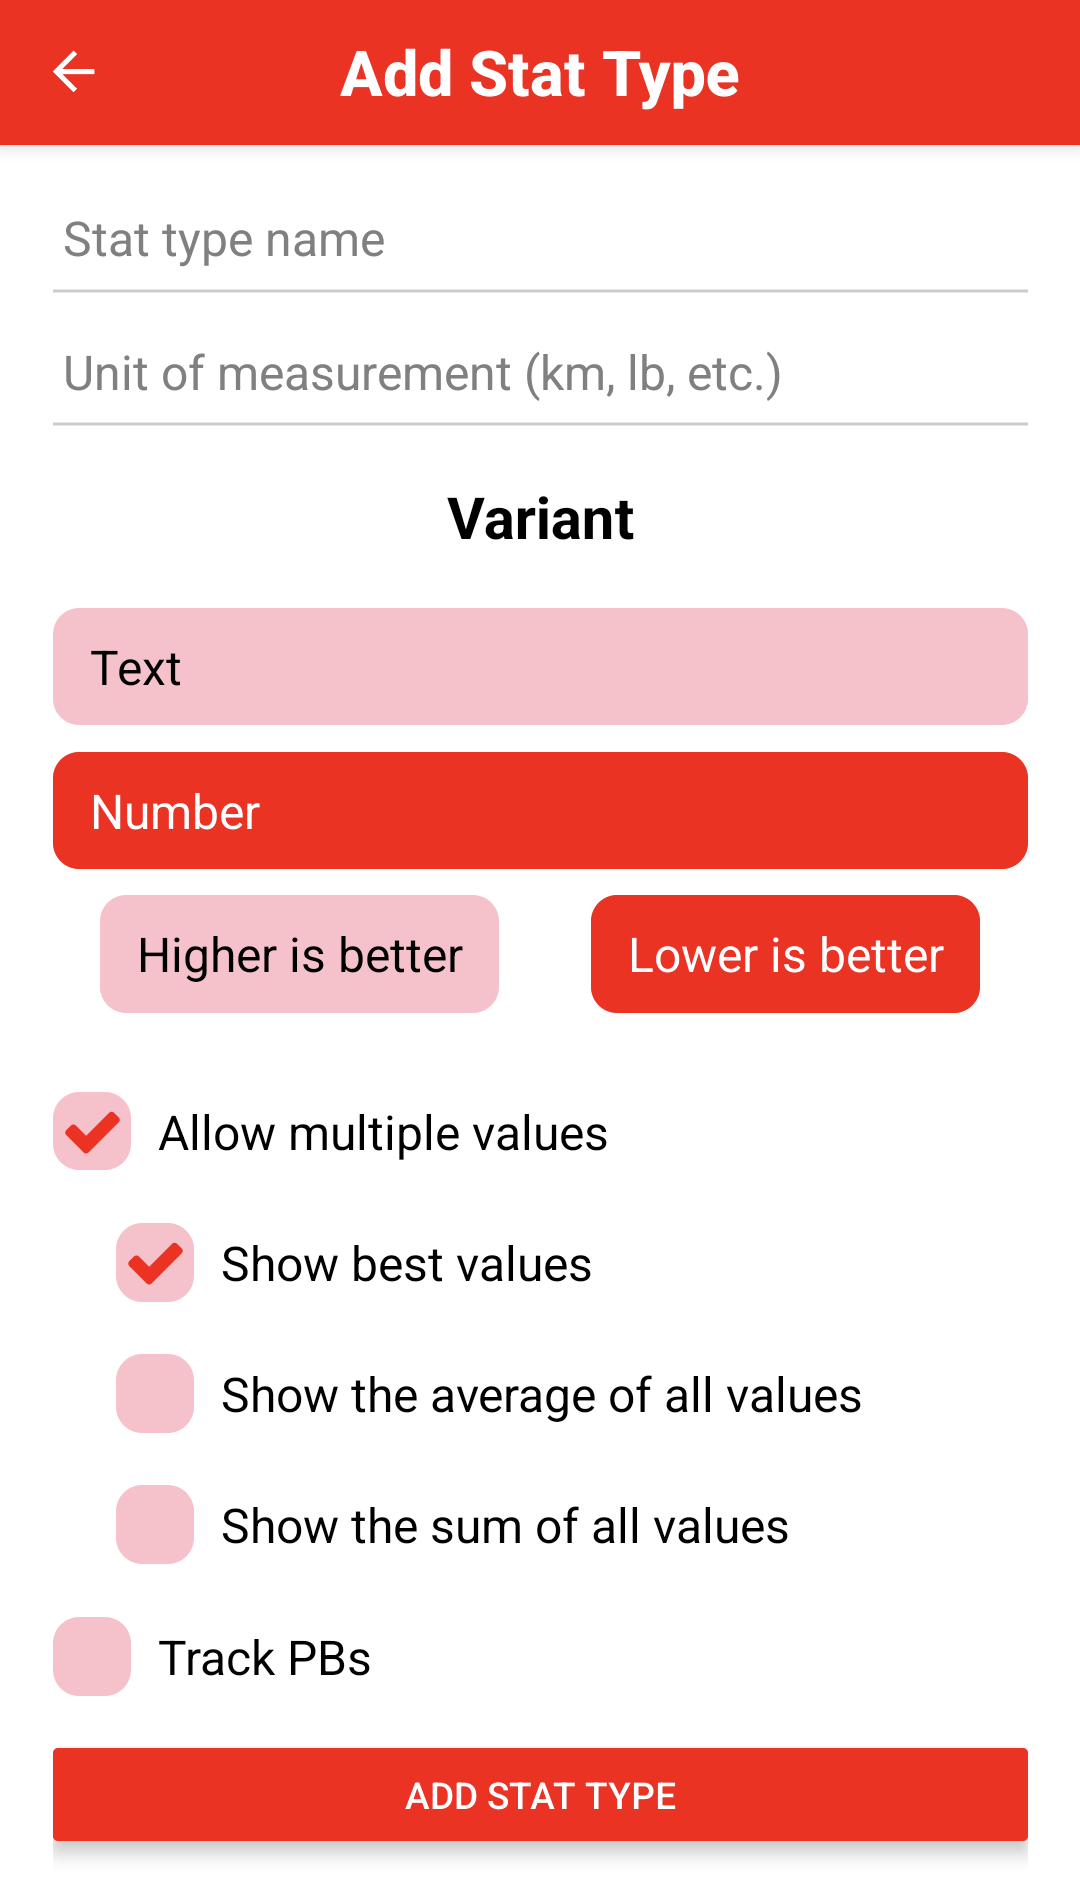 Add Stat Type
Stat type name
Unit of measurement (km, lb, etc.)
Variant
Text
Number
Higher is better
Lower is better
Allow multiple values
Show best values
Show the average of all values
Show the sum of all values
Track PBs
ADD STAT TYPE